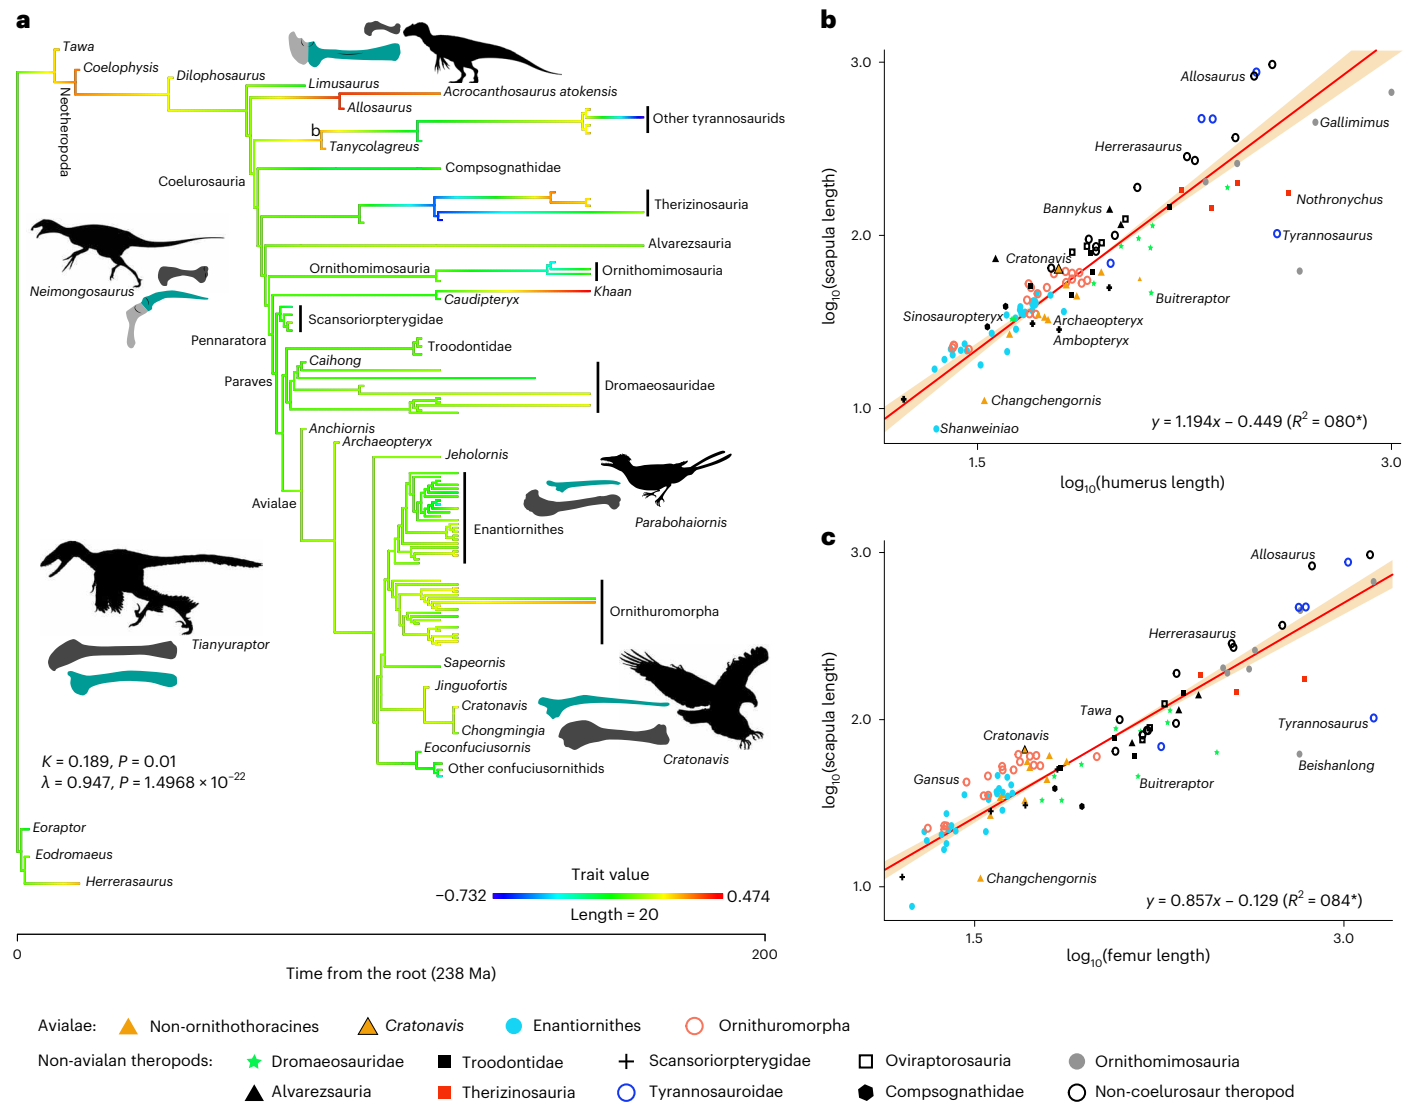 a
Tawa
Coelophysis
Dilophosaurus
Limusaurus
Acrocanthosaurus atokensis
Allosaurus
Neotheropoda
b
Other tyrannosaurids
Tanycolagreus
Compsognathidae
Coelurosauria
Therizinosauria
Alvarezsauria
Ornithomimosauria
Ornithomimosauria
Khaan
Caudipteryx
Neimongosaurus
Scansoriorpterygidae
Pennaratora
Troodontidae
Caihong
Paraves
Dromaeosauridae
Anchiornis
Archaeopteryx
Jeholornis
Avialae
Enantiornithes
Parabohaiornis
Ornithuromorpha
Tianyuraptor
Sapeornis
Jinguofortis
Cratonavis
Chongmingia
Cratonavis
Eoconfuciusornis
Other confuciusornithids
K = 0.189, P = 0.01
λ = 0.947, P = 1.4968 × 10−22
Eoraptor
Eodromaeus
Herrerasaurus
Trait value
−0.732 0.474
Length = 20
0 200
Time from the root (238 Ma)
b
3.0
2.0
1.0
log10(scapula length)
Allosaurus
Gallimimus
Herrerasaurus
Nothronychus
Bannykus
Tyrannosaurus
Cratonavis
Buitreraptor
Sinosauropteryx
Archaeopteryx
Ambopteryx
Changchengornis
y = 1.194x − 0.449 (R2 = 080*)
Shanweiniao
1.5 3.0
log10(humerus length)
c
3.0
2.0
1.0
log10(scapula length)
Allosaurus
Herrerasaurus
Tawa
Tyrannosaurus
Cratonavis
Beishanlong
Gansus
Buitreraptor
Changchengornis
y = 0.857x − 0.129 (R2 = 084*)
1.5 3.0
log10(femur length)
Avialae: Non-ornithothoracines Cratonavis Enantiornithes Ornithuromorpha
Non-avialan theropods: Dromaeosauridae Troodontidae Scansoriorpterygidae Oviraptorosauria Ornithomimosauria
Alvarezsauria Therizinosauria Tyrannosauroidae Compsognathidae Non-coelurosaur theropod